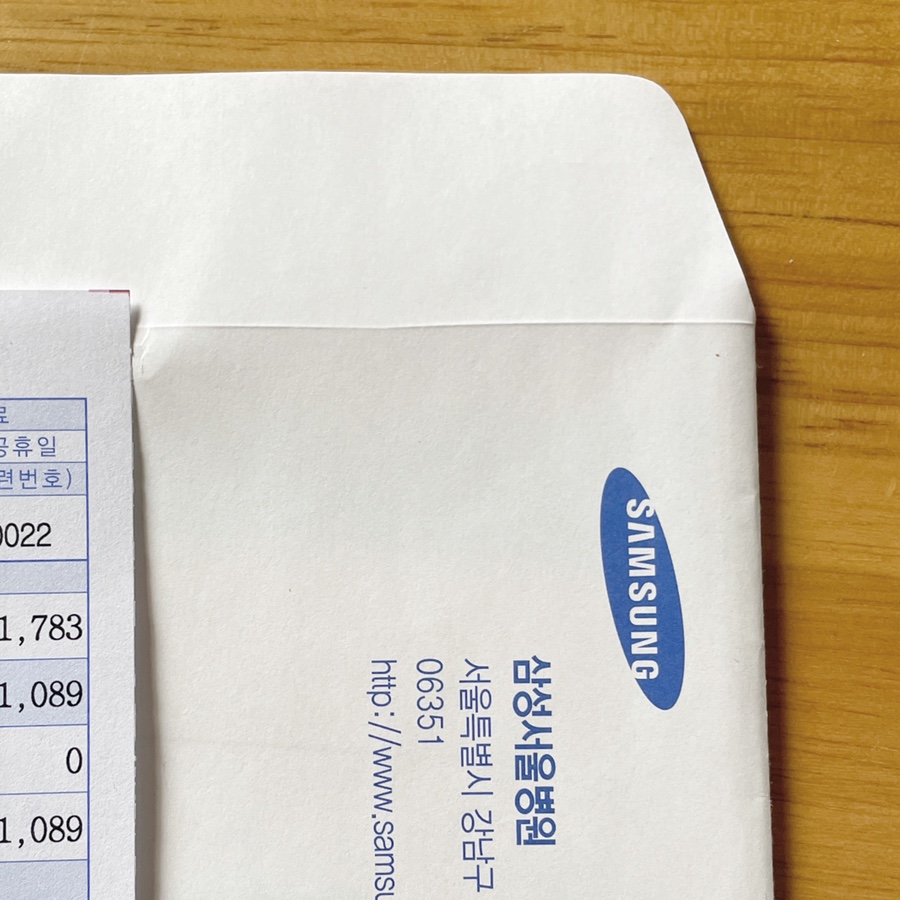 료
공휴일
련번호)
0022
1,783
1,089
0
1,089
SAMSUNG
삼성서울병원
서울특별시 강남구
06351
http://www.samsu